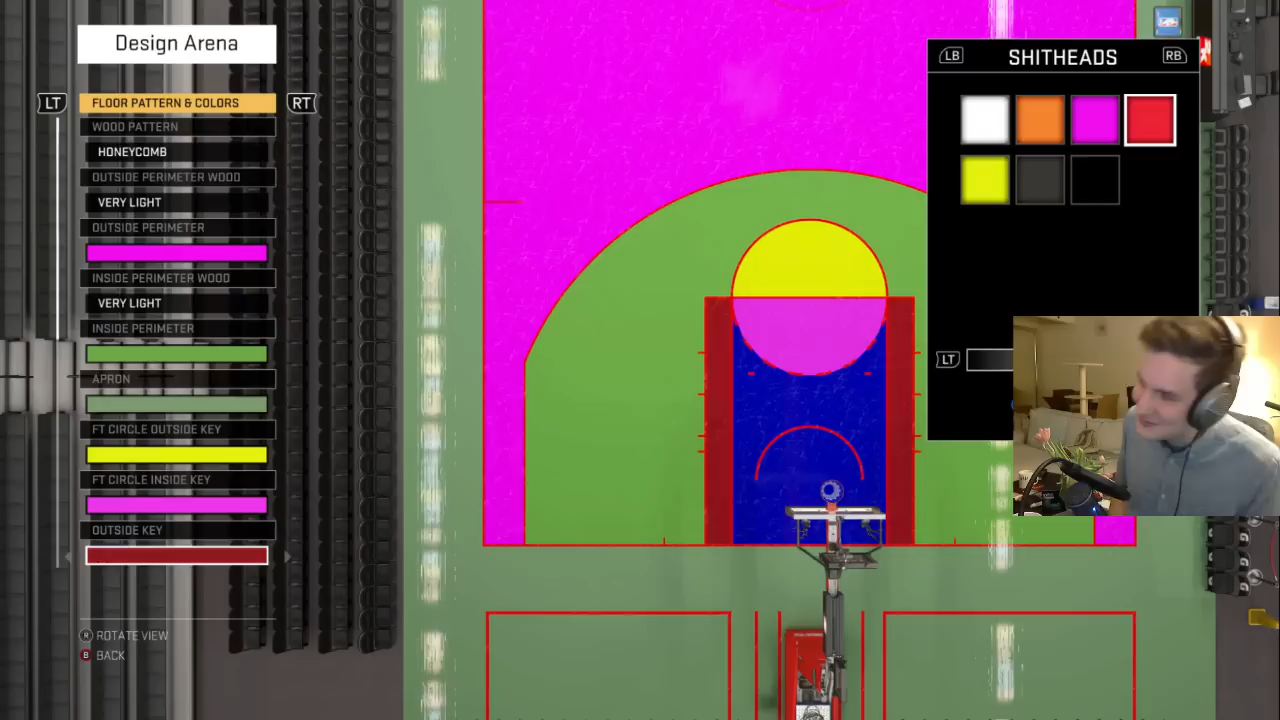 Design Arena
LT
FLOOR PATTERN & COLORS
RT
WOOD PATTERN
HONEYCOMB
OUTSIDE PERIMETER WOOD
VERY LIGHT
OUTSIDE PERIMETER
INSIDE PERIMETER WOOD
VERY LIGHT
INSIDE PERIMETER
APRON
FT CIRCLE OUTSIDE KEY
FT CIRCLE INSIDE KEY
OUTSIDE KEY
R ROTATE VIEW
B BACK
LB
SHITHEADS
RB
LT